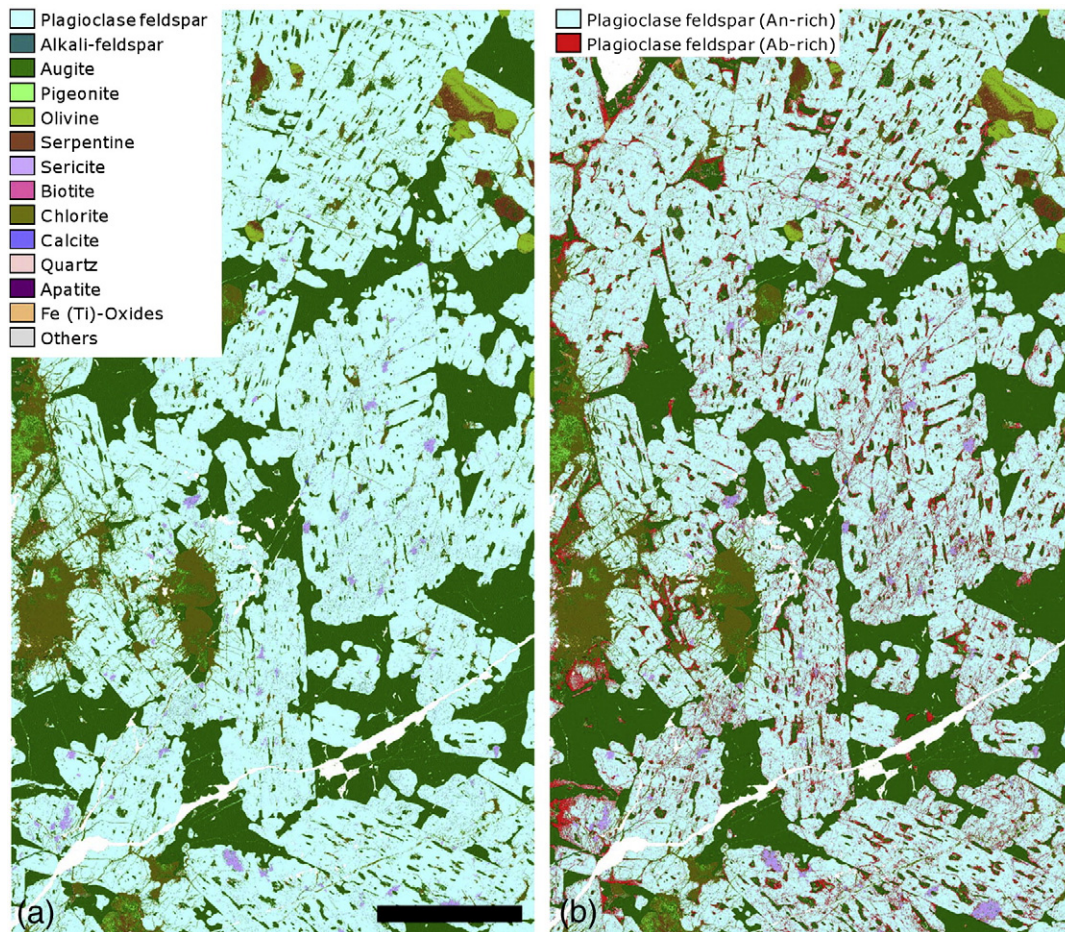 Plagioclase feldspar
Alkali-feldspar
Augite
Pigeonite
Olivine
Serpentine
Sericite
Biotite
Chlorite
Calcite
Quartz
Apatite
Fe (Ti)-Oxides
Others
(a)
Plagioclase feldspar (An-rich)
Plagioclase feldspar (Ab-rich)
(b)